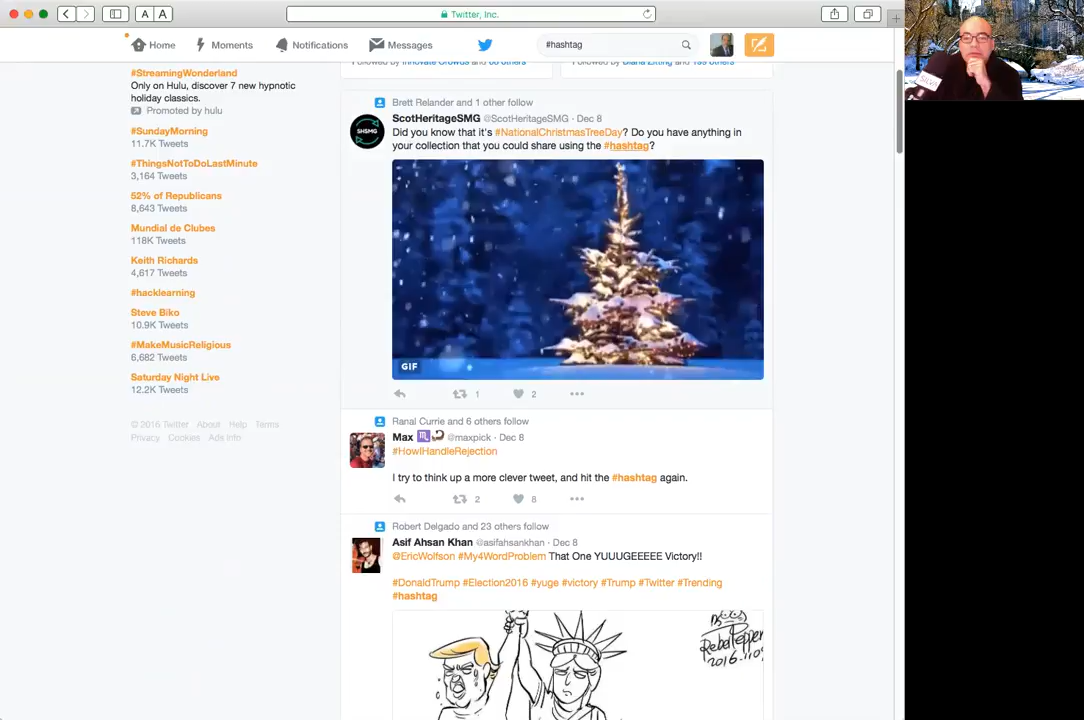 A A
Twitter, Inc.
Home
Moments
Notifications
Messages
#hashtag
#StreamingWonderland
Only on Hulu, discover 7 new hypnotic
holiday classics.
Promoted by hulu
#SundayMorning
11.7K Tweets
#ThingsNotToDoLastMinute
3,164 Tweets
52% of Republicans
8,643 Tweets
Mundial de Clubes
118K Tweets
Keith Richards
4,617 Tweets
#hacklearning
Steve Biko
10.9K Tweets
#MakeMusicReligious
6,682 Tweets
Saturday Night Live
12.2K Tweets
© 2016 Twitter About Help Terms
Privacy Cookies Ads info
Followed by Innovate Crowds and 60 others
Brett Relander and 1 other follow
ScotHeritageSMG @ScotHeritageSMG · Dec 8
Did you know that it's #NationalChristmasTreeDay? Do you have anything in
your collection that you could share using the #hashtag?
SHSMG
GIF
1 2
Ranal Currie and 6 others follow
Max @maxpick · Dec 8
#HowIHandleRejection
I try to think up a more clever tweet, and hit the #hashtag again.
2 8
Robert Delgado and 23 others follow
Asif Ahsan Khan @asifahsankhan · Dec 8
@EricWolfson #My4WordProblem That One YUUUGEEEEE Victory!!
#DonaldTrump #Election2016 #yuge #victory #Trump #Twitter #Trending
#hashtag